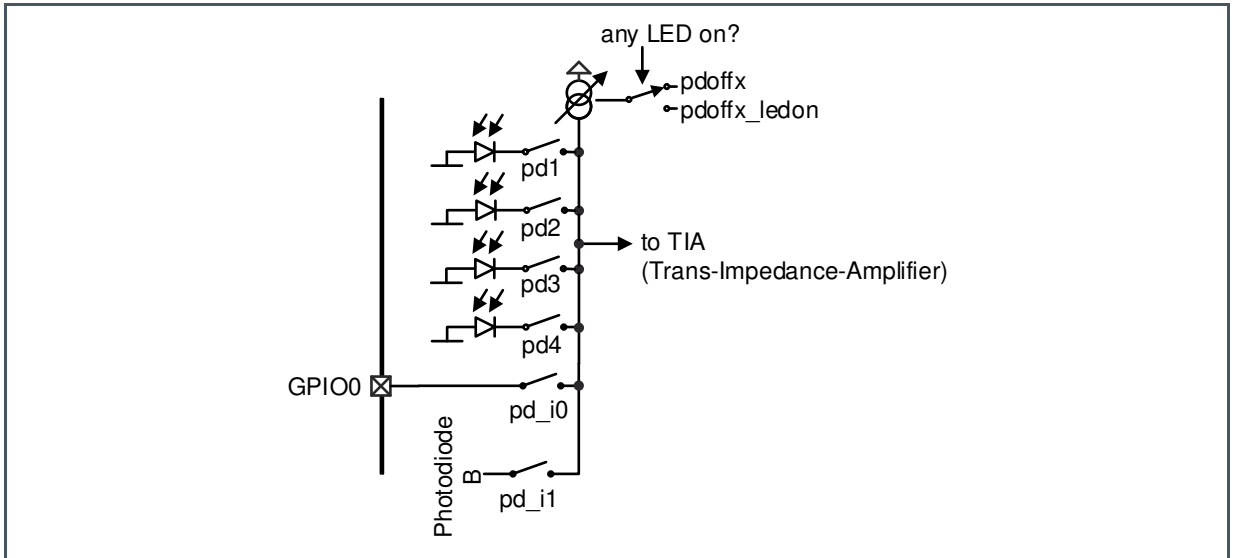 any LED on?
pdoffx
pdoffx_ledon
pd1
pd2
to TIA
(Trans-Impedance-Amplifier)
pd3
pd4
GPIO0
pd_i0
Photodiode
B
pd_i1